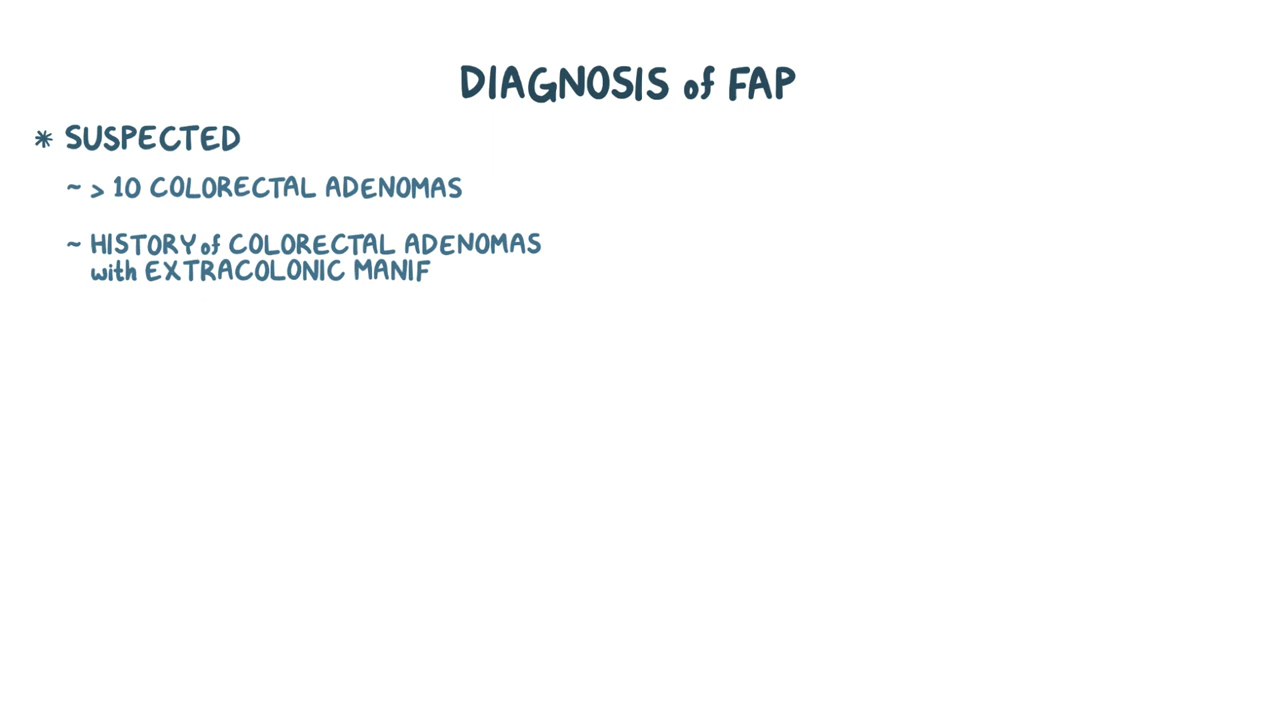 DIAGNOSIS of FAP
* SUSPECTED
~ > 10 COLORECTAL ADENOMAS
~ HISTORY of COLORECTAL ADENOMAS
with EXTRACOLONIC MANIF